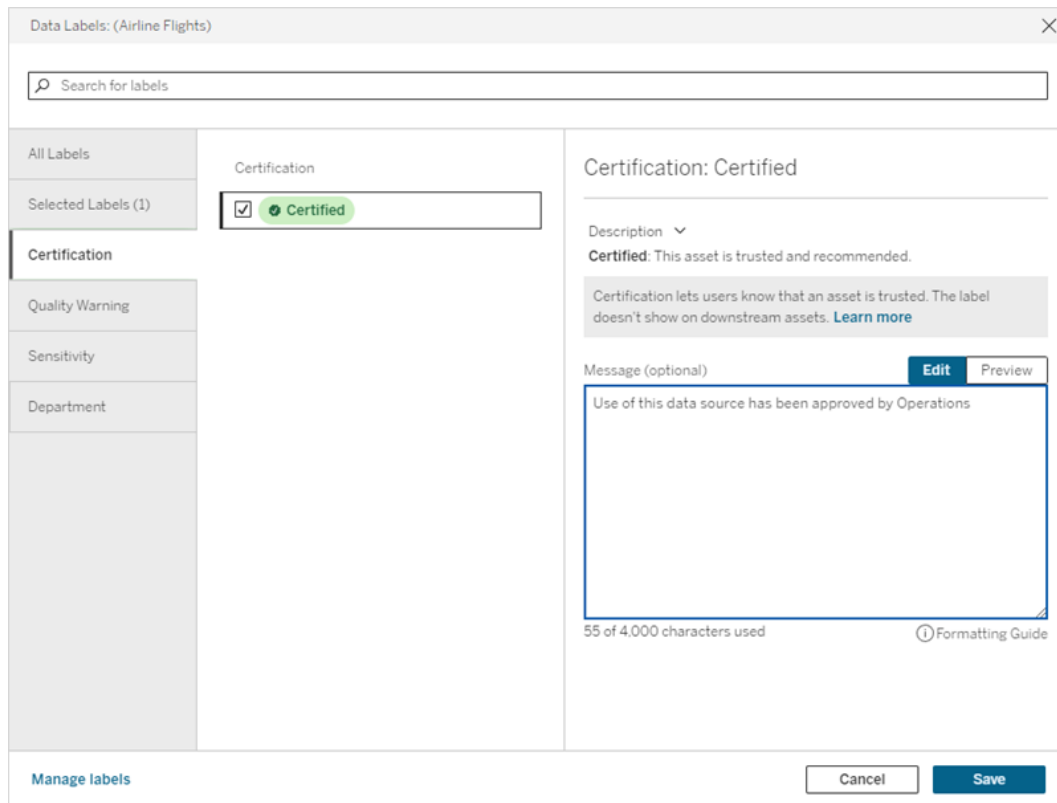 Data Labels: (Airline Flights)
Search for labels
All Labels
Selected Labels (1)
Certification
Quality Warning
Sensitivity
Department
Certification
Certified
Certification: Certified
Description
Certified: This asset is trusted and recommended.
Certification lets users know that an asset is trusted. The label
doesn't show on downstream assets. Learn more
Message (optional)
Edit
Preview
Use of this data source has been approved by Operations
55 of 4,000 characters used
Formatting Guide
Manage labels
Cancel
Save